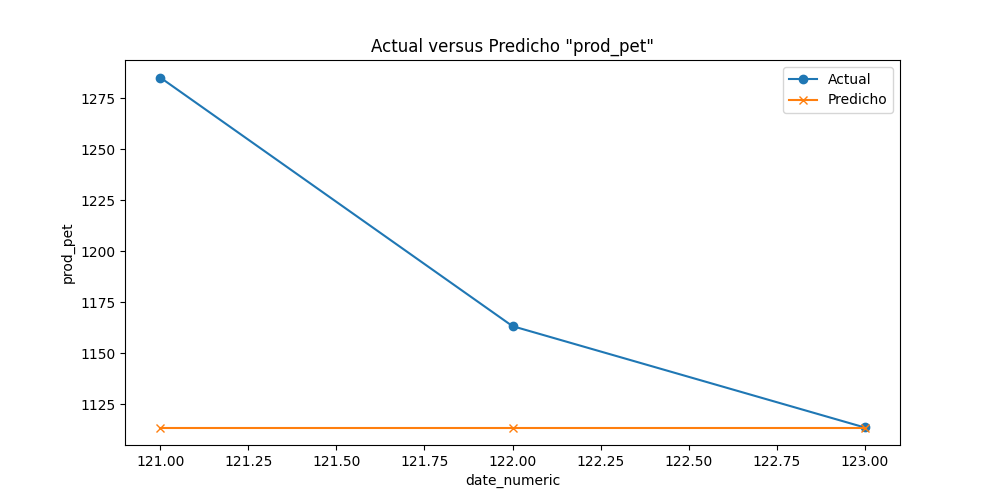 Actual versus Predicho "prod_pet"
Actual
Predicho
1275
1250
1225
1200
1175
1150
1125
prod_pet
121.00 121.25 121.50 121.75 122.00 122.25 122.50 122.75 123.00
date_numeric